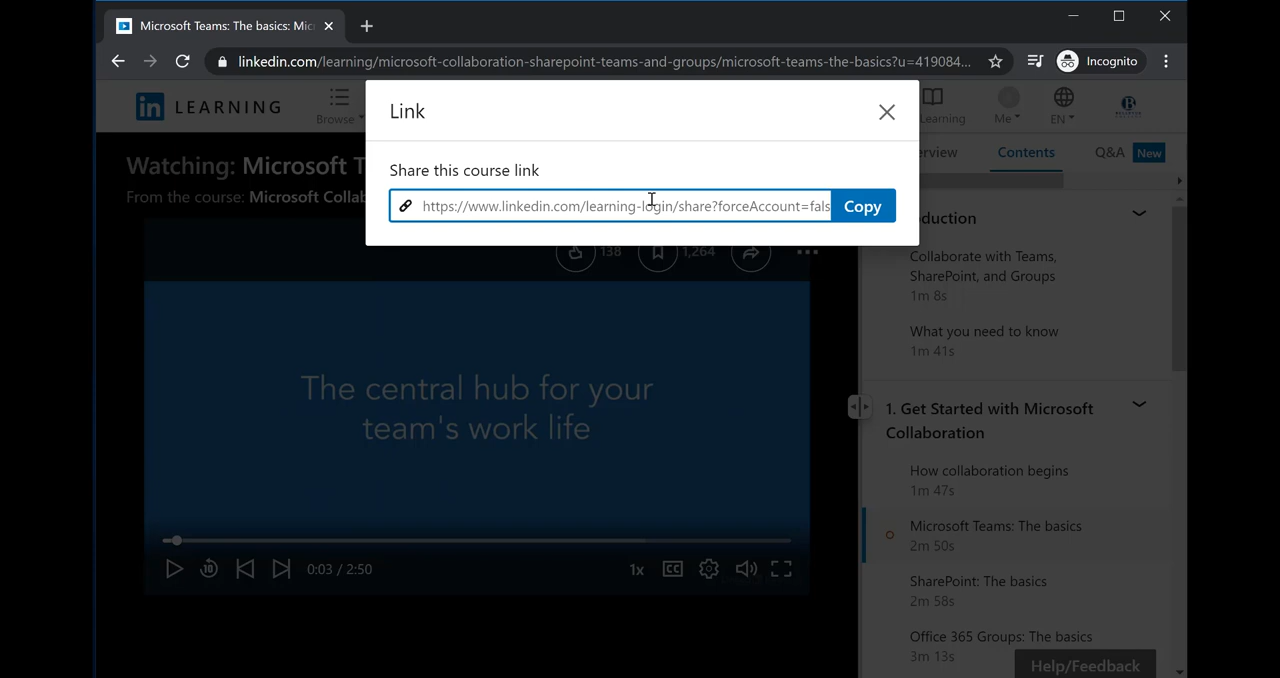 Microsoft Teams: The basics: Mic
linkedin.com/learning/microsoft-collaboration-sharepoint-teams-and-groups/microsoft-teams-the-basics?u=419084...
Incognito
in LEARNING
Browse
Learning
Me
EN
Link
Share this course link
https://www.linkedin.com/learning-login/share?forceAccount=fals
Copy
Watching: Microsoft T
From the course: Microsoft Collab
138
1,264
The central hub for your
team's work life
10
0:03 / 2:50
1x
CC
erview
Contents
Q&A
New
oduction
Collaborate with Teams,
SharePoint, and Groups
1m 8s
What you need to know
1m 41s
1. Get Started with Microsoft
Collaboration
How collaboration begins
1m 47s
Microsoft Teams: The basics
2m 50s
SharePoint: The basics
2m 58s
Office 365 Groups: The basics
3m 13s
Help/Feedback